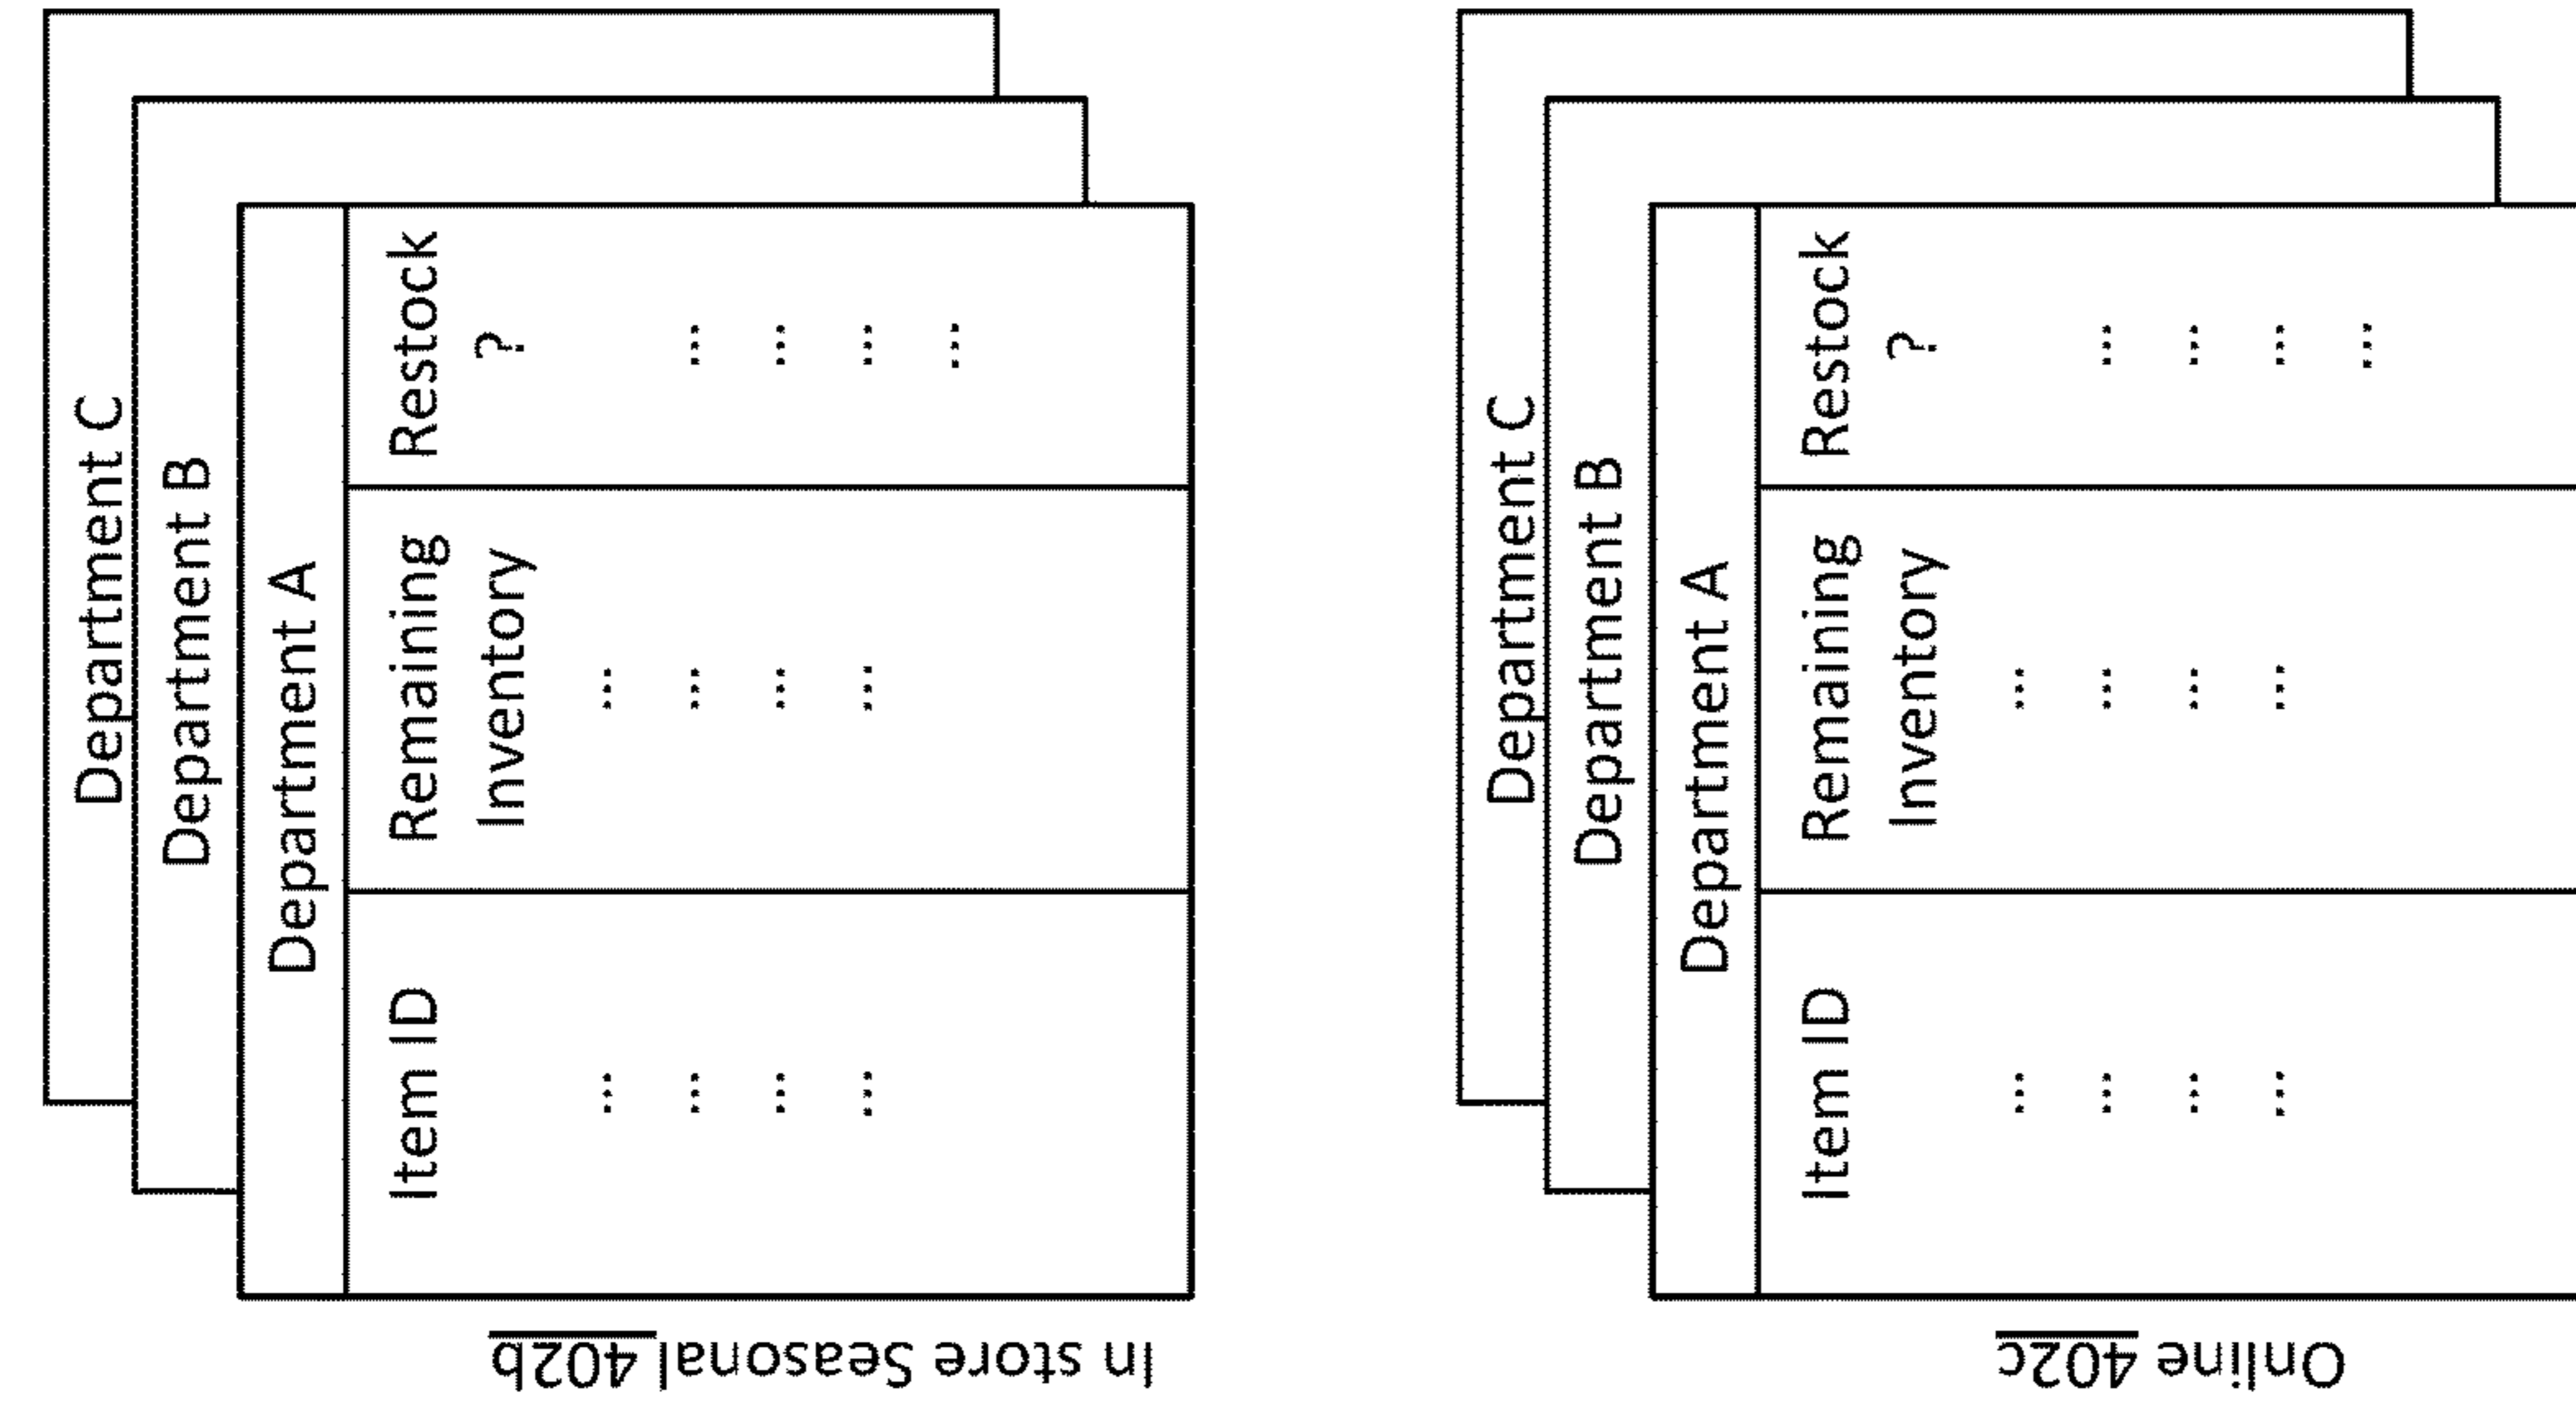 In store Seasonal 402b
Department C
Department B
Department A
Item ID
Remaining
Inventory
Restock
?
...
...
...
...
...
...
...
...
...
...
...
...
Online 402c
Department C
Department B
Department A
Item ID
Remaining
Inventory
Restock
?
...
...
...
...
...
...
...
...
...
...
...
...